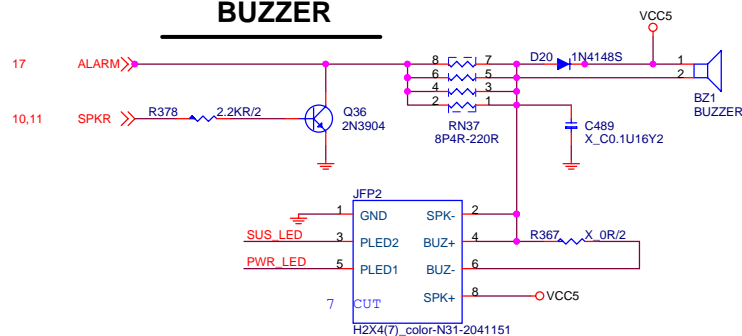 BUZZER
VCC5
17 ALARM
8 7
D20 1N4148S
1
6 5
2
4 3
2 1
BZ1
BUZZER
10,11 SPKR
R378 2.2KR/2
Q36
2N3904
RN37
8P4R-220R
C489
X_C0.1U16Y2
JFP2
1 GND SPK- 2
SUS_LED 3 PLED2 BUZ+ 4
R367 X_0R/2
PWR_LED 5 PLED1 BUZ- 6
7 CUT SPK+ 8 VCC5
H2X4(7)_color-N31-2041151